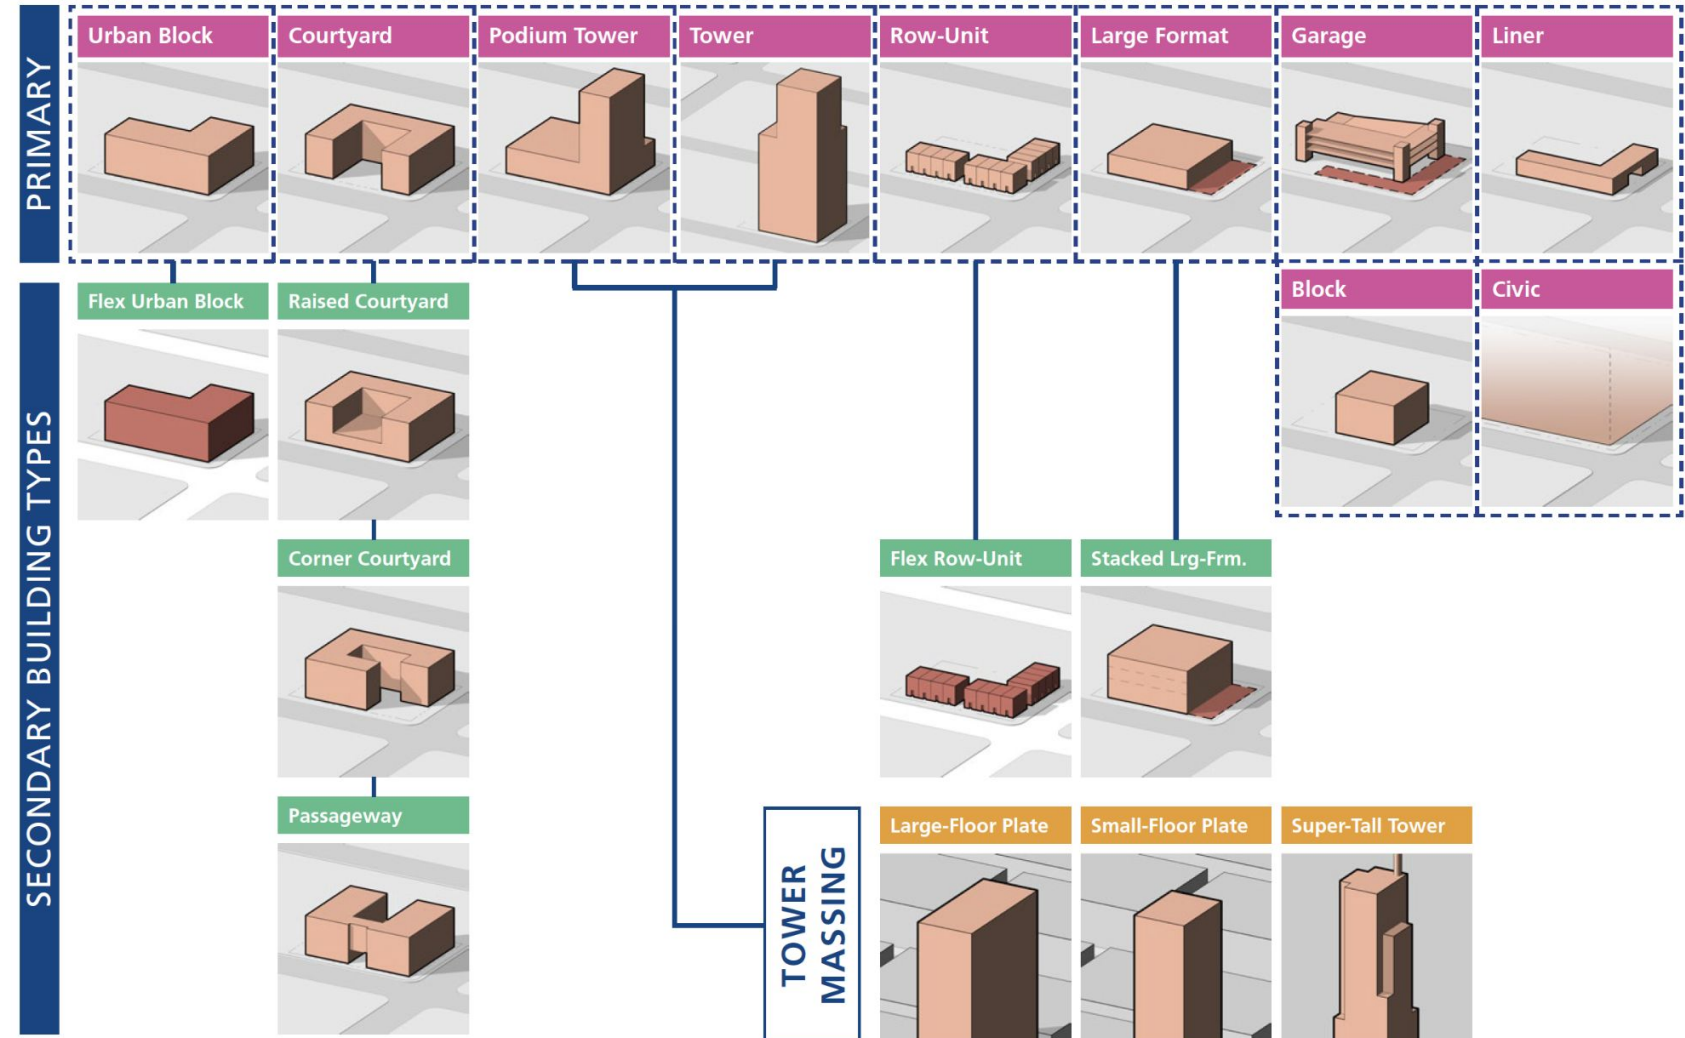 PRIMARY
Urban Block
Courtyard
Podium Tower
Tower
Row-Unit
Large Format
Garage
Liner
Block
Civic
SECONDARY BUILDING TYPES
Flex Urban Block
Raised Courtyard
Corner Courtyard
Flex Row-Unit
Stacked Lrg-Frm.
Passageway
TOWER
MASSING
Large-Floor Plate
Small-Floor Plate
Super-Tall Tower